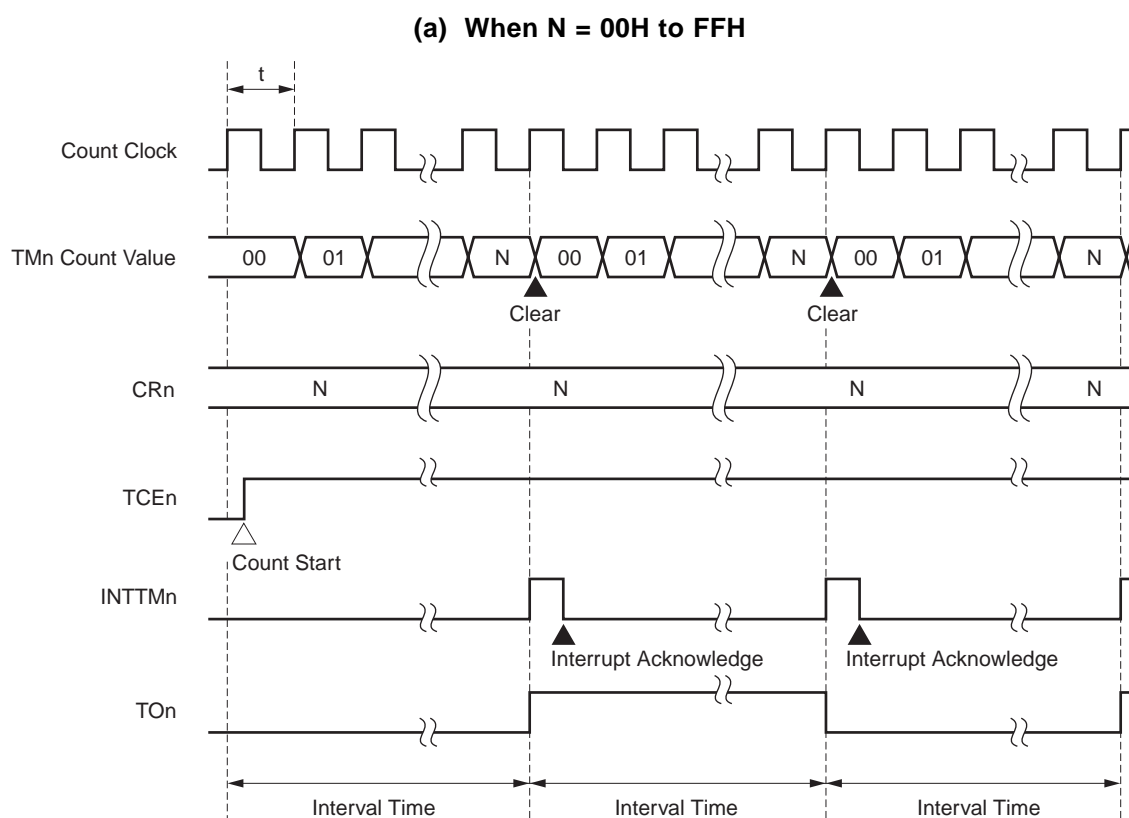 (a) When N = 00H to FFH
t
Count Clock
TMn Count Value 00 01 N 00 01 N 00 01 N
Clear Clear
CRn N N N N
TCEn
Count Start
INTTMn
Interrupt Acknowledge Interrupt Acknowledge
TOn
Interval Time Interval Time Interval Time